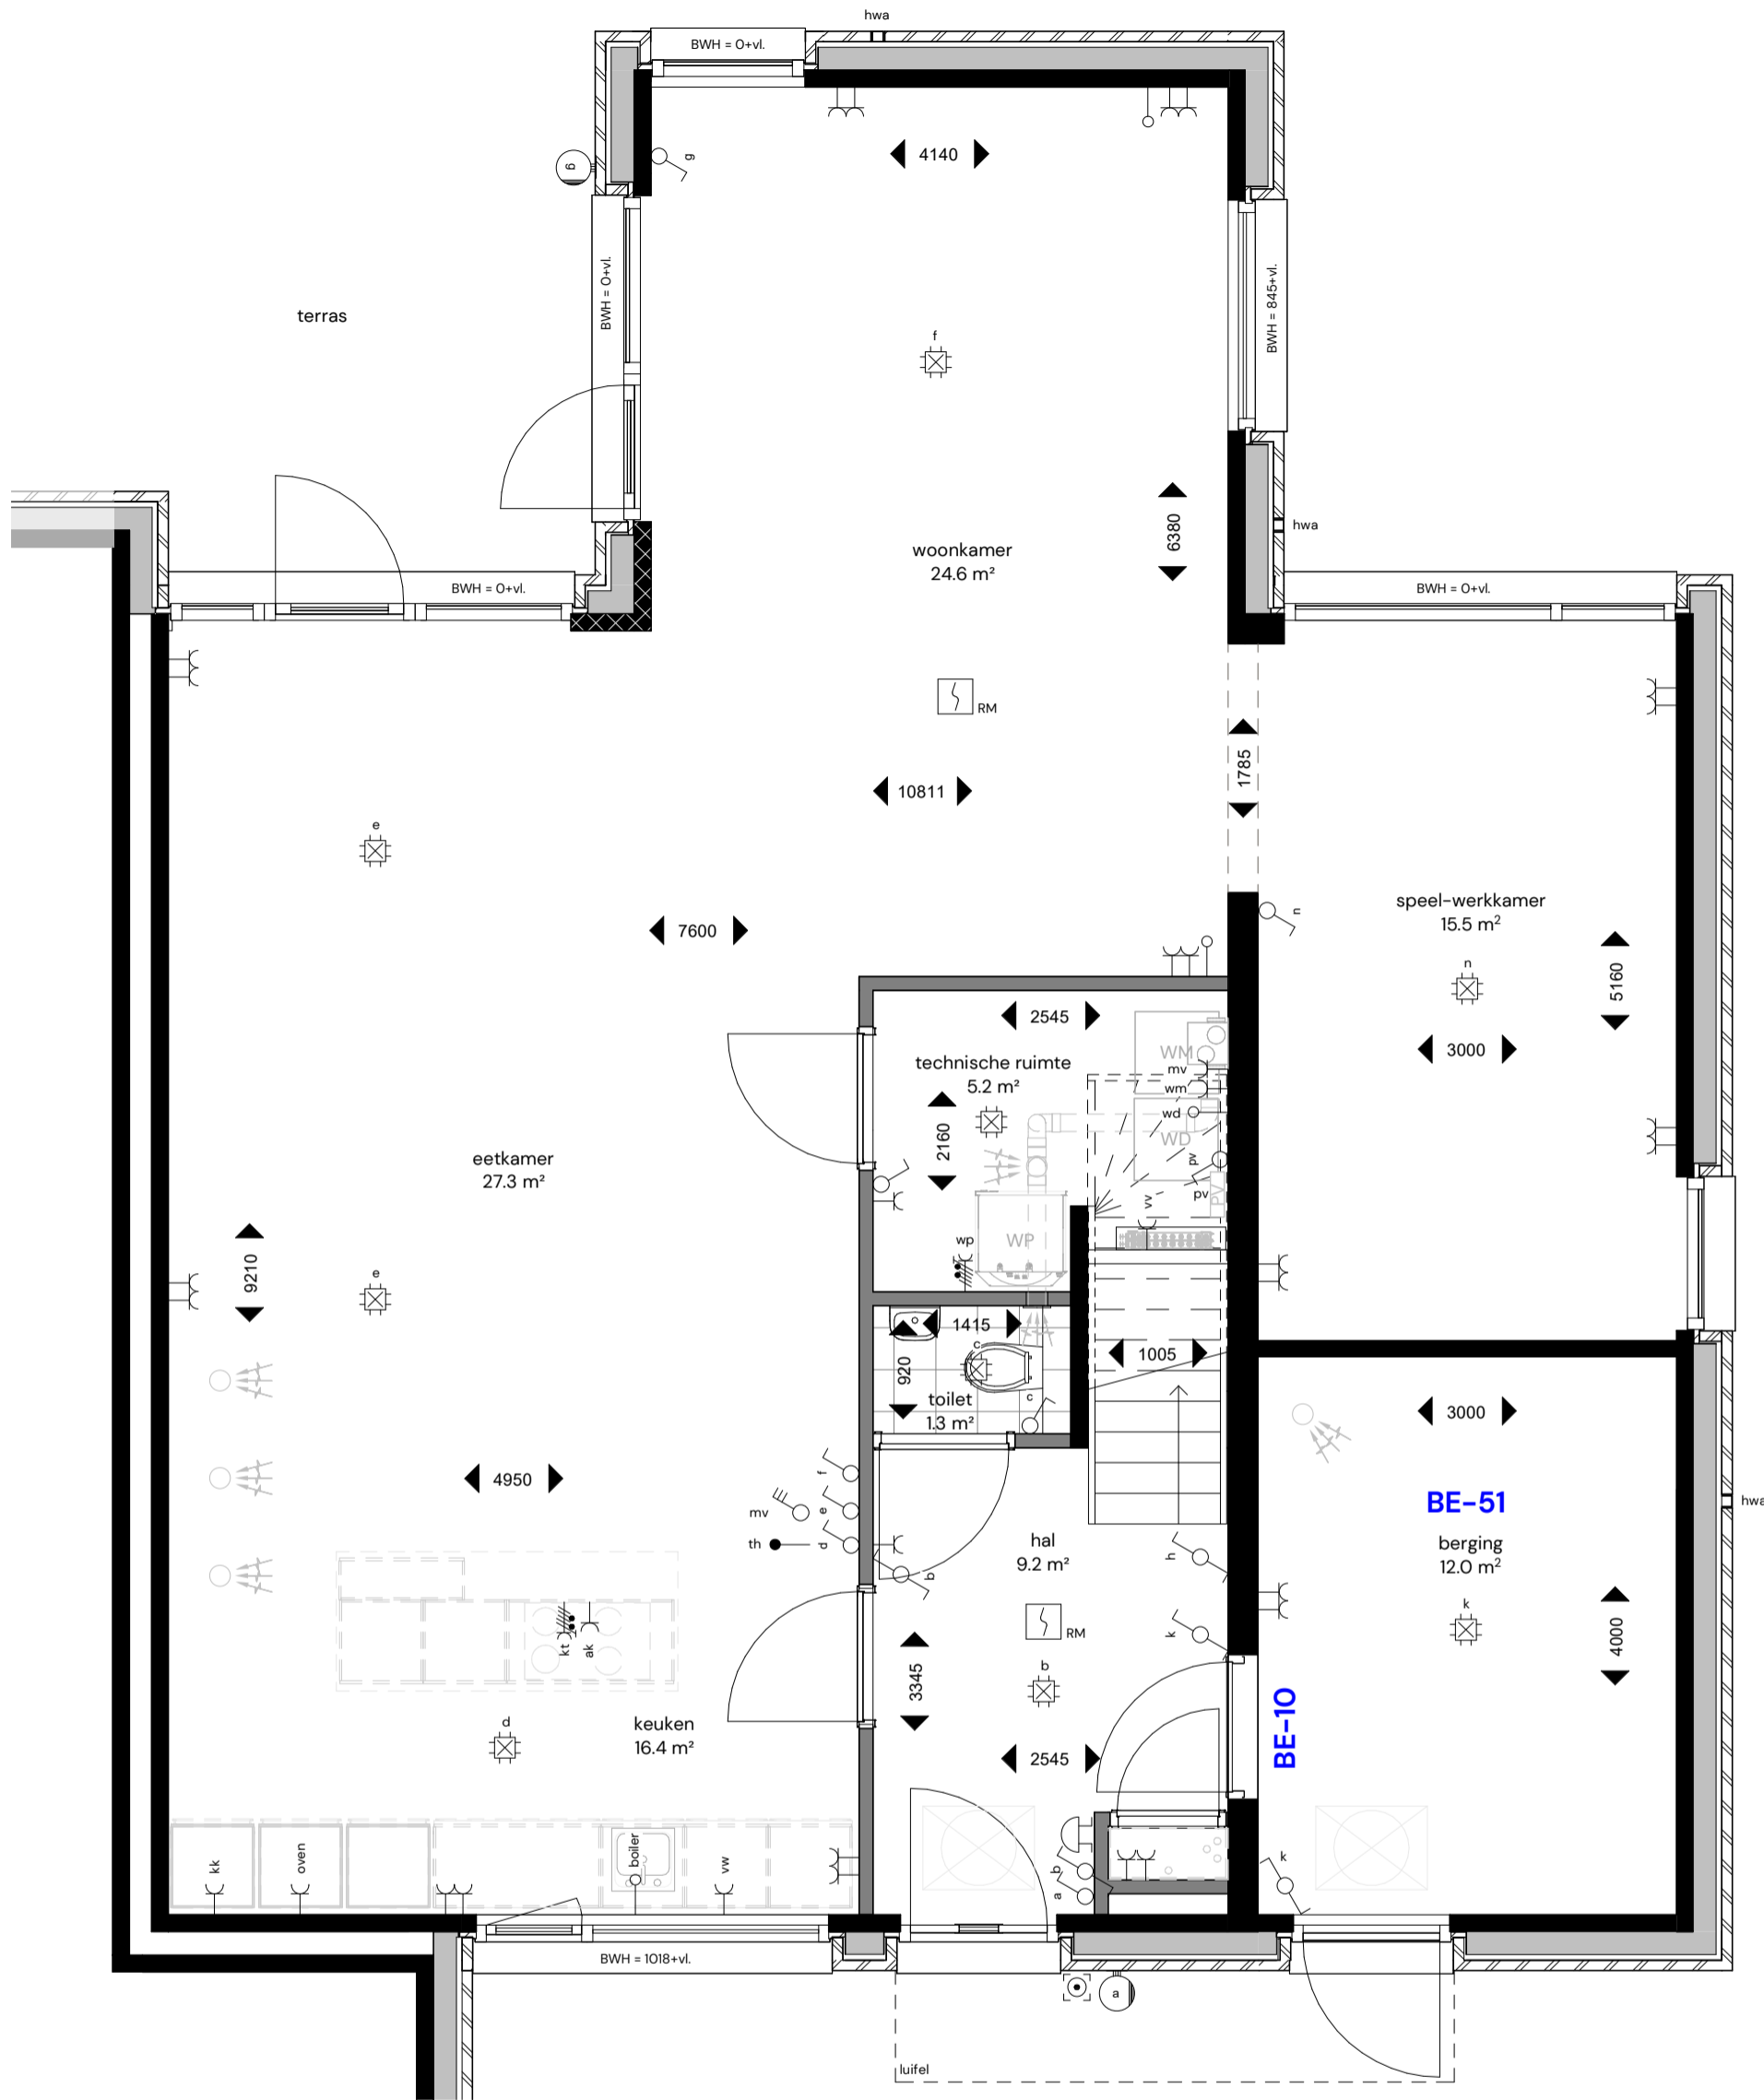 hwa
BWH = 0+vl.
4140
g
g
BWH = 0+vl.
BWH = 845+vl.
terras
f
6380
hwa
woonkamer
24.6 m²
BWH = 0+vl.
BWH = 0+vl.
RM
1785
10811
e
speel-werkkamer
15.5 m²
n
7600
n
5160
3000
2545
technische ruimte
5.2 m²
WM
mv
wm
wd
WD
2160
pv
pv
PV
vv
eetkamer
27.3 m²
wp
WP
9210
e
1415
c
920
1005
toilet
1.3 m²
c
3000
4950
f
mv
e
th
d
b
hal
9.2 m²
h
BE-51
berging
12.0 m²
k
4000
kt
ak
RM
k
b
3345
BE-10
d
keuken
16.4 m²
2545
kk
oven
boiler
vw
b
a
k
BWH = 1018+vl.
a
luifel
hwa